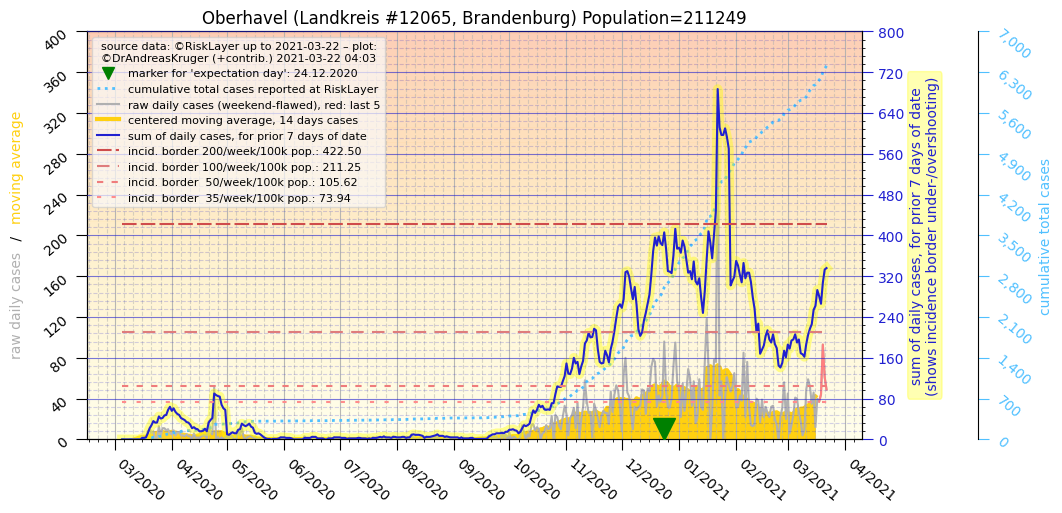 Oberhavel (Landkreis #12065, Brandenburg) Population=211249
source data: ©RiskLayer up to 2021-03-22 – plot:
©DrAndreasKruger (+contrib.) 2021-03-22 04:03
marker for 'expectation day': 24.12.2020
cumulative total cases reported at RiskLayer
raw daily cases (weekend-flawed), red: last 5
centered moving average, 14 days cases
sum of daily cases, for prior 7 days of date
incid. border 200/week/100k pop.: 422.50
incid. border 100/week/100k pop.: 211.25
incid. border  50/week/100k pop.: 105.62
incid. border  35/week/100k pop.: 73.94
raw daily cases / moving average
400
360
320
280
240
200
160
120
80
40
0
03/2020
04/2020
05/2020
06/2020
07/2020
08/2020
09/2020
10/2020
11/2020
12/2020
01/2021
02/2021
03/2021
04/2021
800
720
640
560
480
400
320
240
160
80
0
sum of daily cases, for prior 7 days of date
(shows incidence border under-/overshooting)
7,000
6,300
5,600
4,900
4,200
3,500
2,800
2,100
1,400
700
0
cumulative total cases